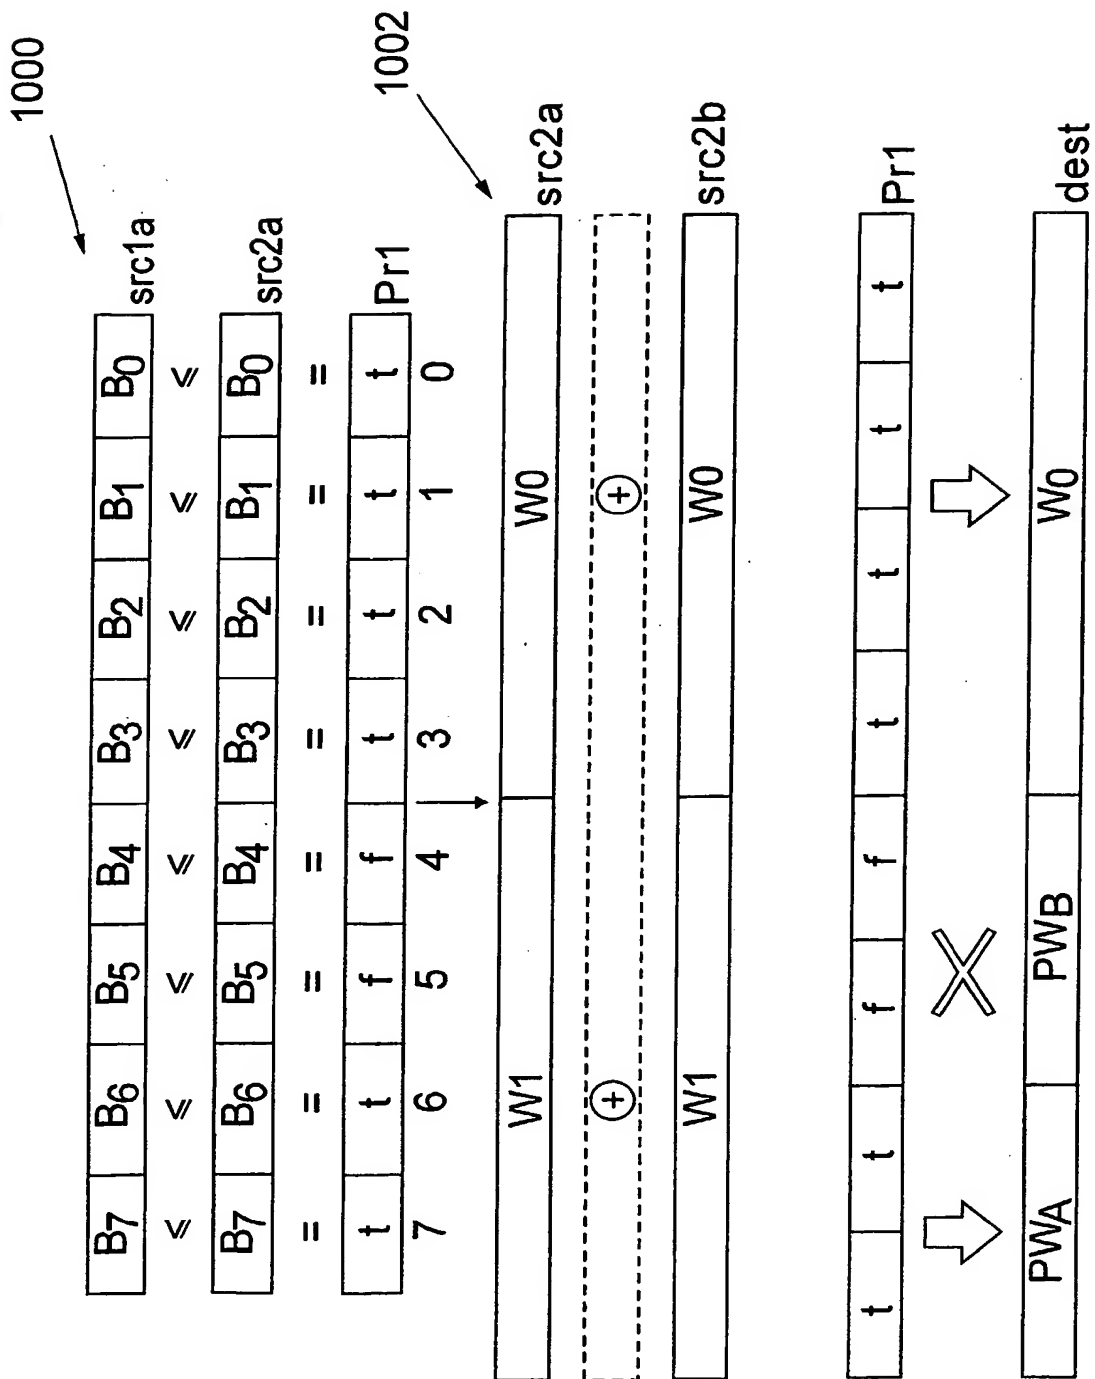 1000
B7 B6 B5 B4 B3 B2 B1 B0 src1a
≤ ≤ ≤ ≤ ≤ ≤ ≤ ≤
B7 B6 B5 B4 B3 B2 B1 B0 src2a
= = = = = = = =
t t f f t t t t Pr1
7 6 5 4 3 2 1 0
1002
W1 W0 src2a
+ +
W1 W0 src2b
t t f f t t t t Pr1
PWA PWB W0 dest